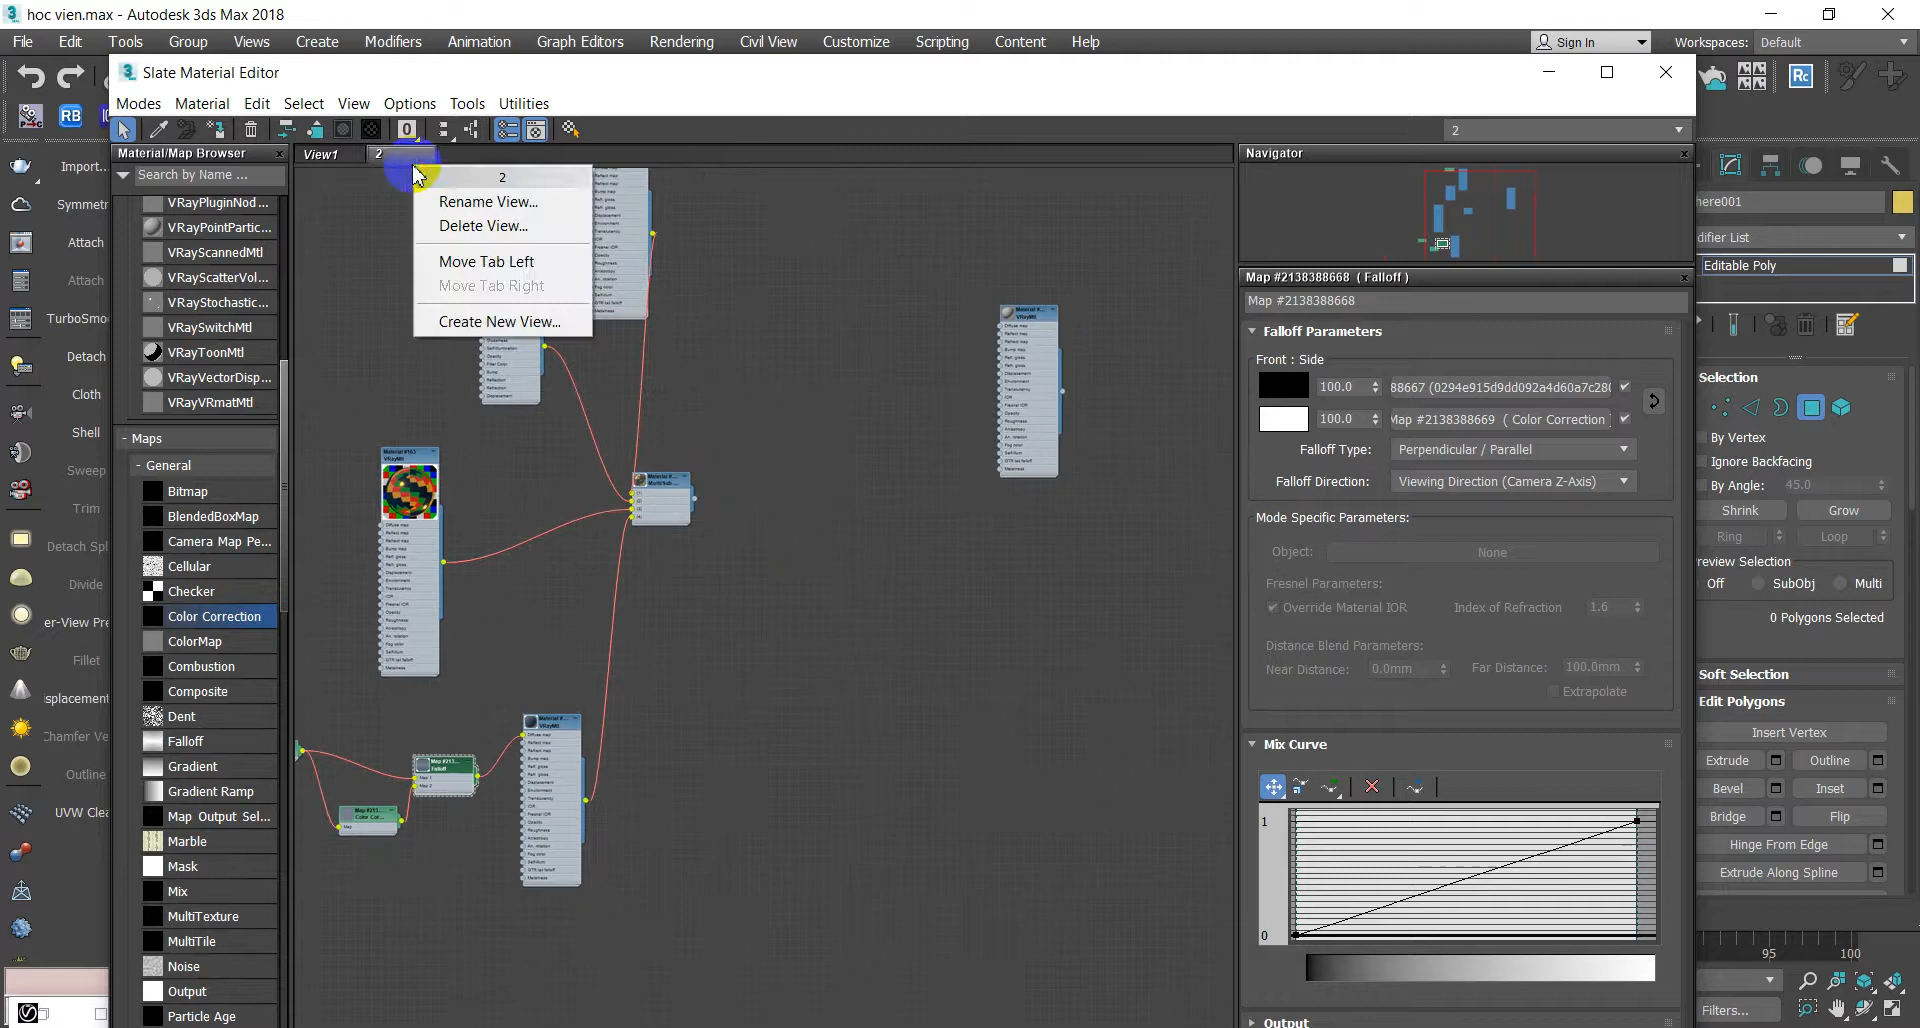 hoc vien.max - Autodesk 3ds Max 2018
File Edit Tools Group Views Create Modifiers Animation Graph Editors Rendering Civil View Customize Scripting Content Help
Sign In Workspaces: Default
Slate Material Editor
Modes Material Edit Select View Options Tools Utilities
RB
0
2
Rc
Material/Map Browser
Search by Name ...
VRayPluginNod...
VRayPointPartic...
VRayScannedMtl
VRayScatterVol...
VRayStochastic...
VRaySwitchMtl
VRayToonMtl
VRayVectorDisp...
VRayVRmatMtl
- Maps
- General
Bitmap
BlendedBoxMap
Camera Map Pe...
Cellular
Checker
Color Correction
ColorMap
Combustion
Composite
Dent
Falloff
Gradient
Gradient Ramp
Map Output Sel...
Marble
Mask
Mix
MultiTexture
MultiTile
Noise
Output
Particle Age
Import...
Symmetr
Attach
Attach
TurboSmo
Detach
Cloth
Shell
Sweep
Trim
Detach Spl
Divide
er-View Pre
Fillet
splacement
Chamfer Ve
Outline
UVW Clea
View1
2
2
Rename View...
Delete View...
Move Tab Left
Move Tab Right
Create New View...
Navigator
Map #2138388668 ( Falloff )
Map #2138388668
Falloff Parameters
Front : Side
100.0 88667 (0294e915d9dd092a4d60a7c28(
100.0 Map #2138388669 ( Color Correction
Falloff Type: Perpendicular / Parallel
Falloff Direction: Viewing Direction (Camera Z-Axis)
Mode Specific Parameters:
Object: None
Fresnel Parameters:
Override Material IOR Index of Refraction 1.6
Distance Blend Parameters:
Near Distance: 0.0mm Far Distance: 100.0mm
Extrapolate
Mix Curve
1
0
Output
here001
difier List
Editable Poly
Selection
By Vertex
Ignore Backfacing
By Angle: 45.0
Shrink Grow
Ring Loop
review Selection
Off SubObj Multi
0 Polygons Selected
Soft Selection
Edit Polygons
Insert Vertex
Extrude Outline
Bevel Inset
Bridge Flip
Hinge From Edge
Extrude Along Spline
95 100
Filters...